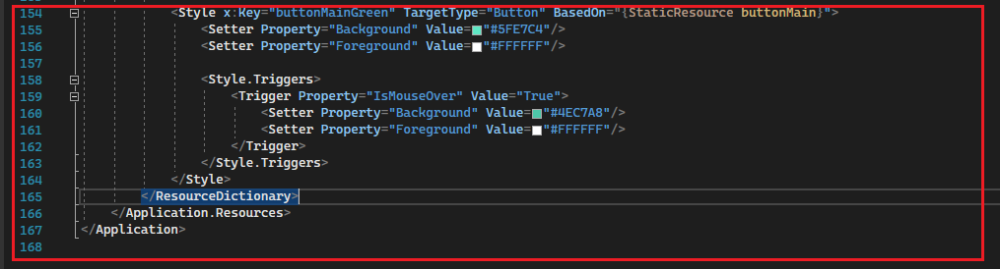 154 <Style x:Key="buttonMainGreen" TargetType="Button" BasedOn="{StaticResource buttonMain}">
155 <Setter Property="Background" Value="#5FE7C4"/>
156 <Setter Property="Foreground" Value="#FFFFFF"/>
157
158 <Style.Triggers>
159 <Trigger Property="IsMouseOver" Value="True">
160 <Setter Property="Background" Value="#4EC7A8"/>
161 <Setter Property="Foreground" Value="#FFFFFF"/>
162 </Trigger>
163 </Style.Triggers>
164 </Style>
165 </ResourceDictionary>
166 </Application.Resources>
167 </Application>
168